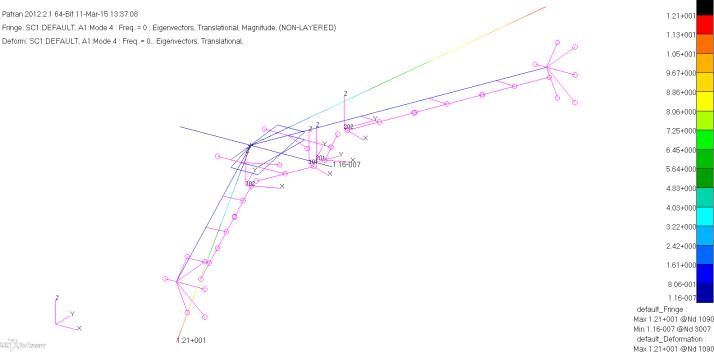 Patran 2012.2.1 64-Bit 11-Mar-15 13:37:08
Fringe: SC1:DEFAULT, A1:Mode 4 : Freq. = 0., Eigenvectors, Translational, Magnitude, (NON-LAYERED)
Deform: SC1:DEFAULT, A1:Mode 4 : Freq. = 0., Eigenvectors, Translational,
1.21+001
1.13+001
1.05+001
9.67+000
8.86+000
8.06+000
7.25+000
6.45+000
5.64+000
4.83+000
4.03+000
3.22+000
2.42+000
1.61+000
8.06-001
1.16-007
default_Fringe :
Max 1.21+001 @Nd 1090
Min 1.16-007 @Nd 3007
default_Deformation :
Max 1.21+001 @Nd 1090
Z
Y
X
202
Z
Z
Y
X
201
Y
X
X
1.16-007
Y
102
X
1.21+001
Z
Y
X
Software